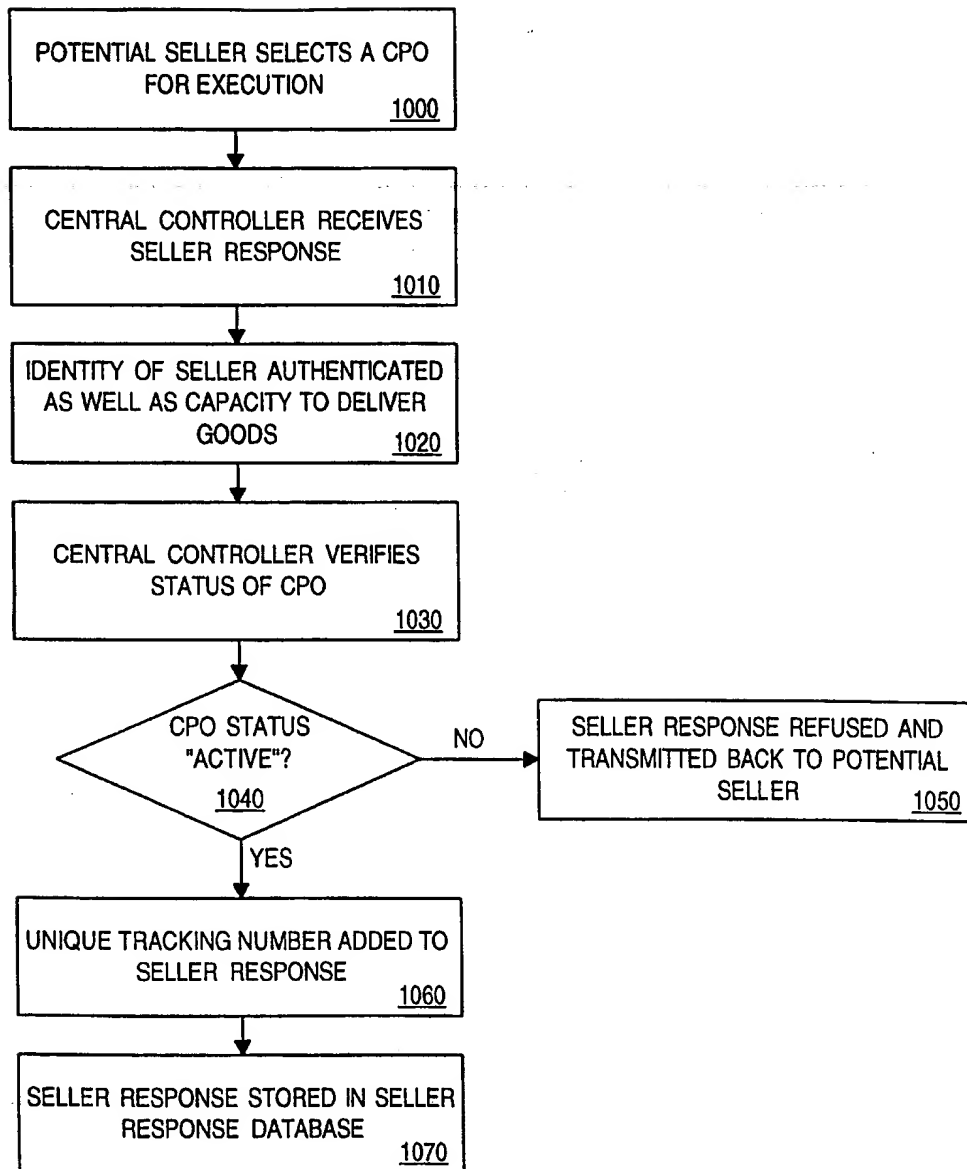 POTENTIAL SELLER SELECTS A CPO
FOR EXECUTION
1000
CENTRAL CONTROLLER RECEIVES
SELLER RESPONSE
1010
IDENTITY OF SELLER AUTHENTICATED
AS WELL AS CAPACITY TO DELIVER
GOODS
1020
CENTRAL CONTROLLER VERIFIES
STATUS OF CPO
1030
CPO STATUS
"ACTIVE"?
1040
NO
SELLER RESPONSE REFUSED AND
TRANSMITTED BACK TO POTENTIAL
SELLER
1050
YES
UNIQUE TRACKING NUMBER ADDED TO
SELLER RESPONSE
1060
SELLER RESPONSE STORED IN SELLER
RESPONSE DATABASE
1070